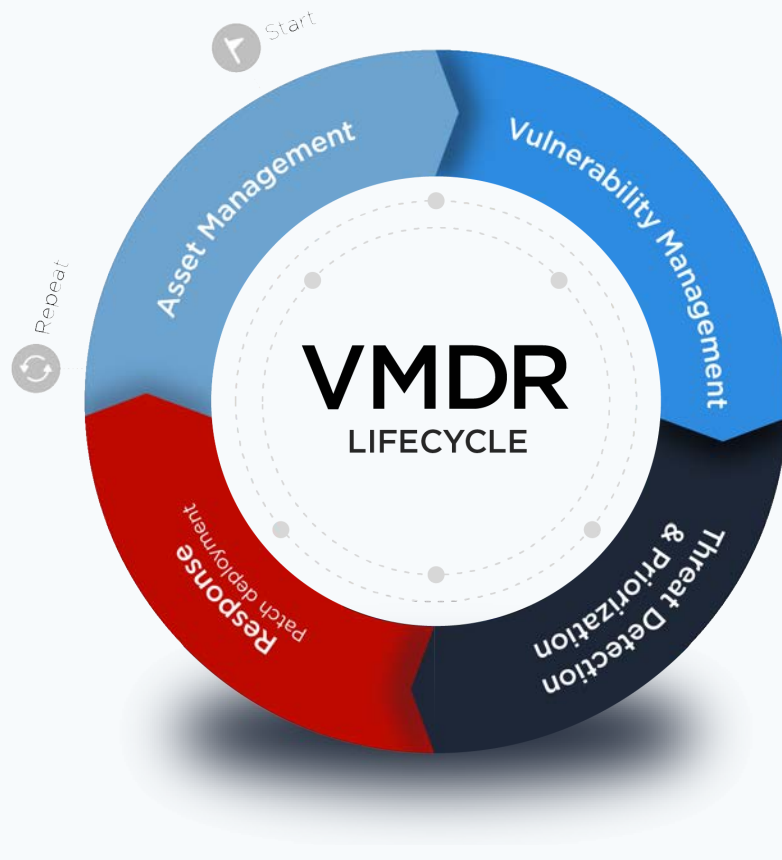 Start
Asset Management
Vulnerability Management
Threat Detection
& Priorization
Response
patch deployment
Repeat
VMDR
LIFECYCLE